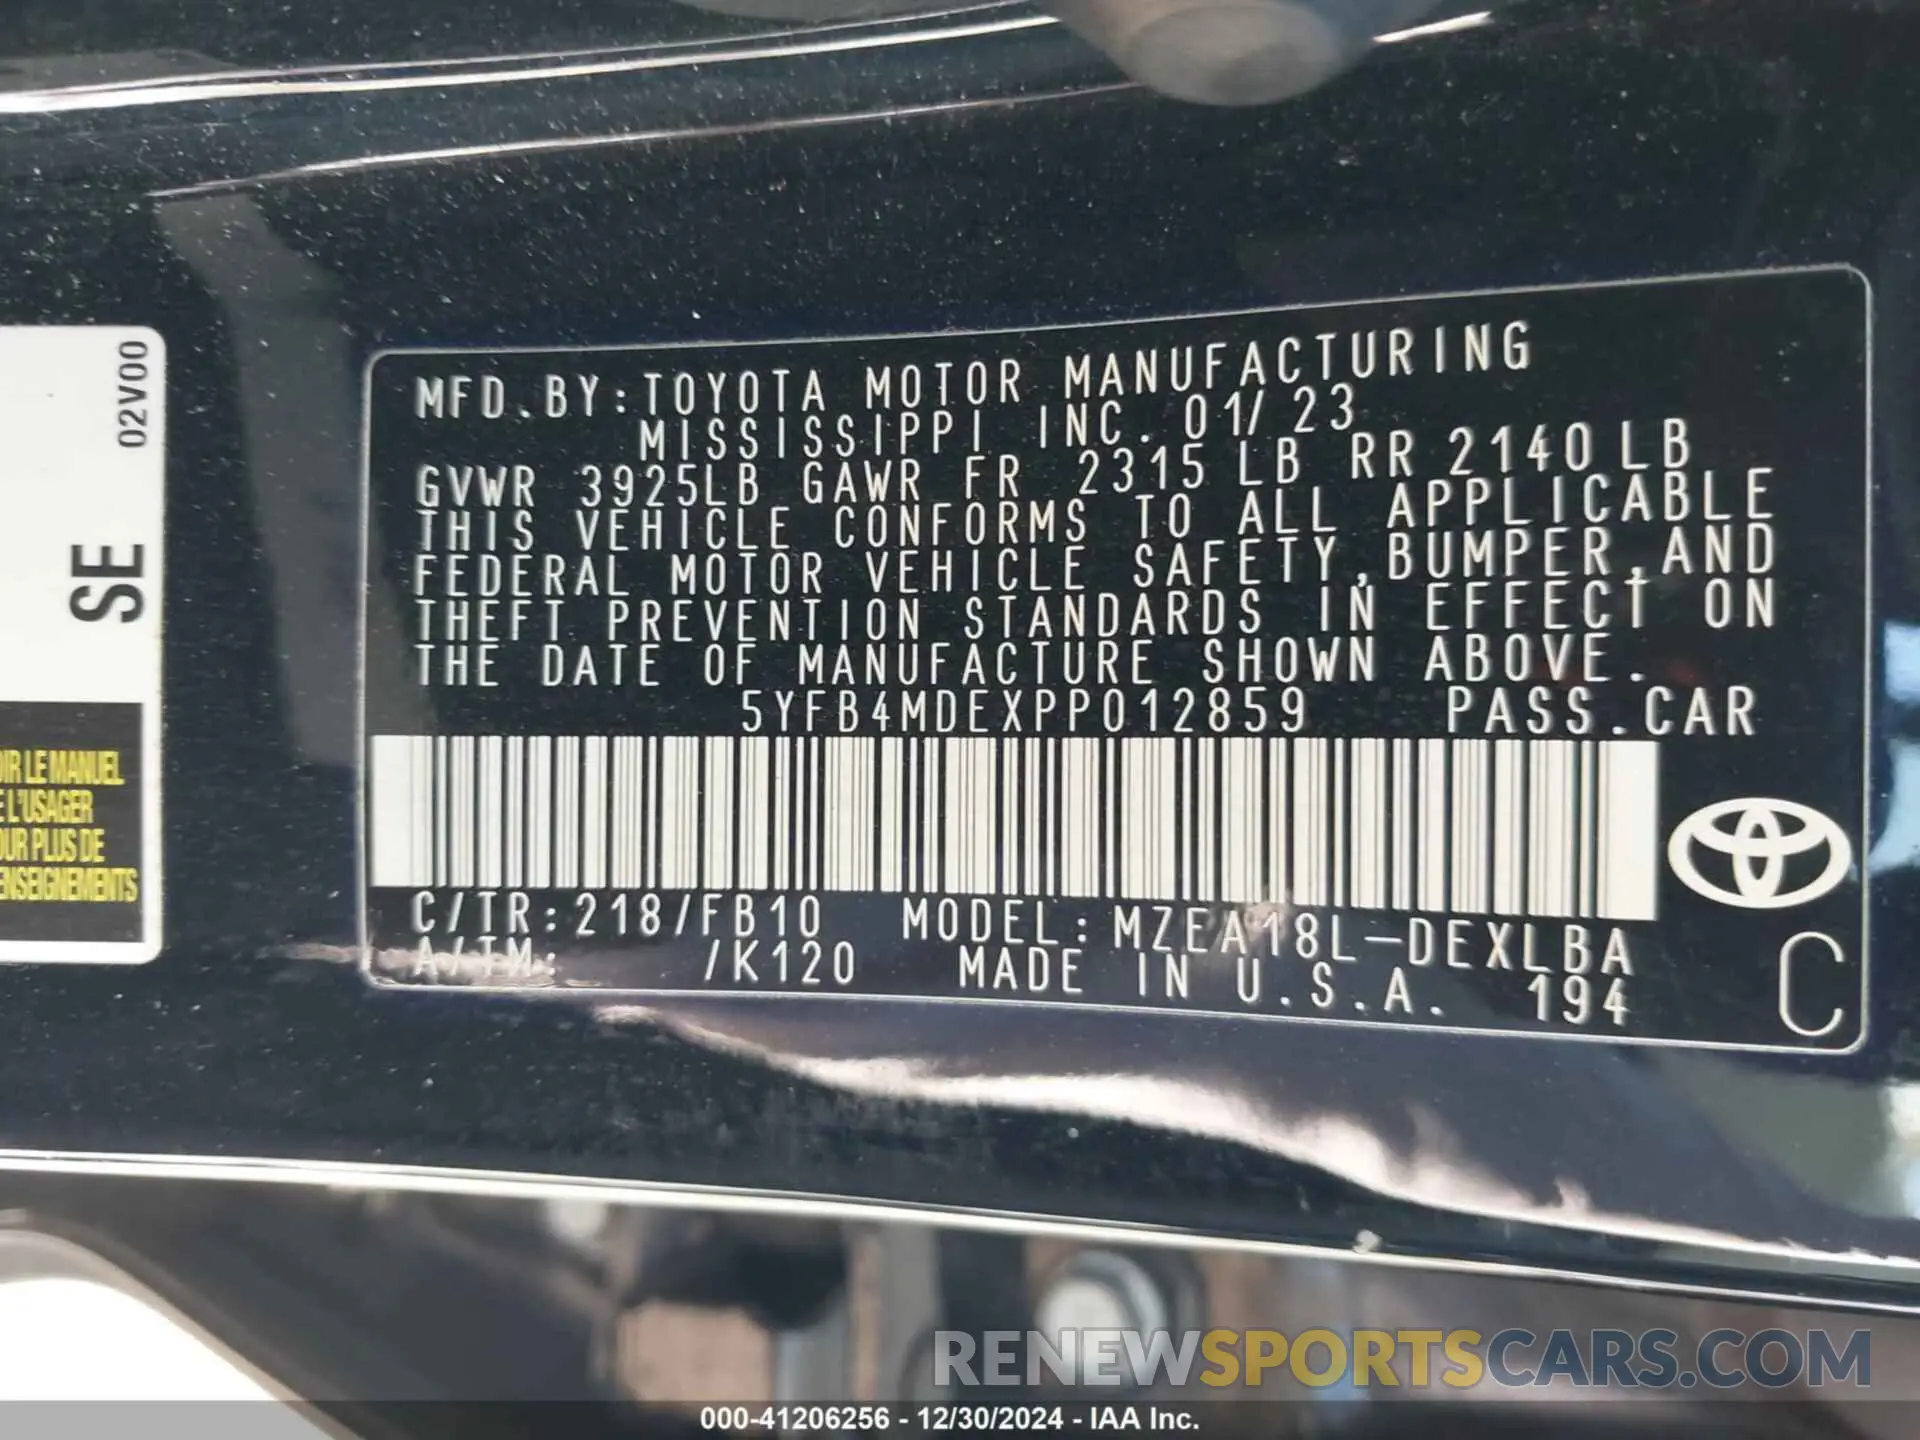 02V00
SE
OIR LE MANUEL
E L'USAGER
OUR PLUS DE
ENSEIGNEMENTS
MFD.BY:TOYOTA MOTOR MANUFACTURING
MISSISSIPPI INC. 01/23
GVWR 3925LB GAWR FR 2315 LB RR 2140 LB
THIS VEHICLE CONFORMS TO ALL APPLICABLE
FEDERAL MOTOR VEHICLE SAFETY,BUMPER,AND
THEFT PREVENTION STANDARDS IN EFFECT ON
THE DATE OF MANUFACTURE SHOWN ABOVE.
5YFB4MDEXPP012859 PASS.CAR
C/TR:218/FB10 MODEL:MZEA18L-DEXLBA
A/TM: /K120 MADE IN U.S.A. 194
C
RENEWSPORTSCARS.COM
000-41206256 - 12/30/2024 - IAA Inc.